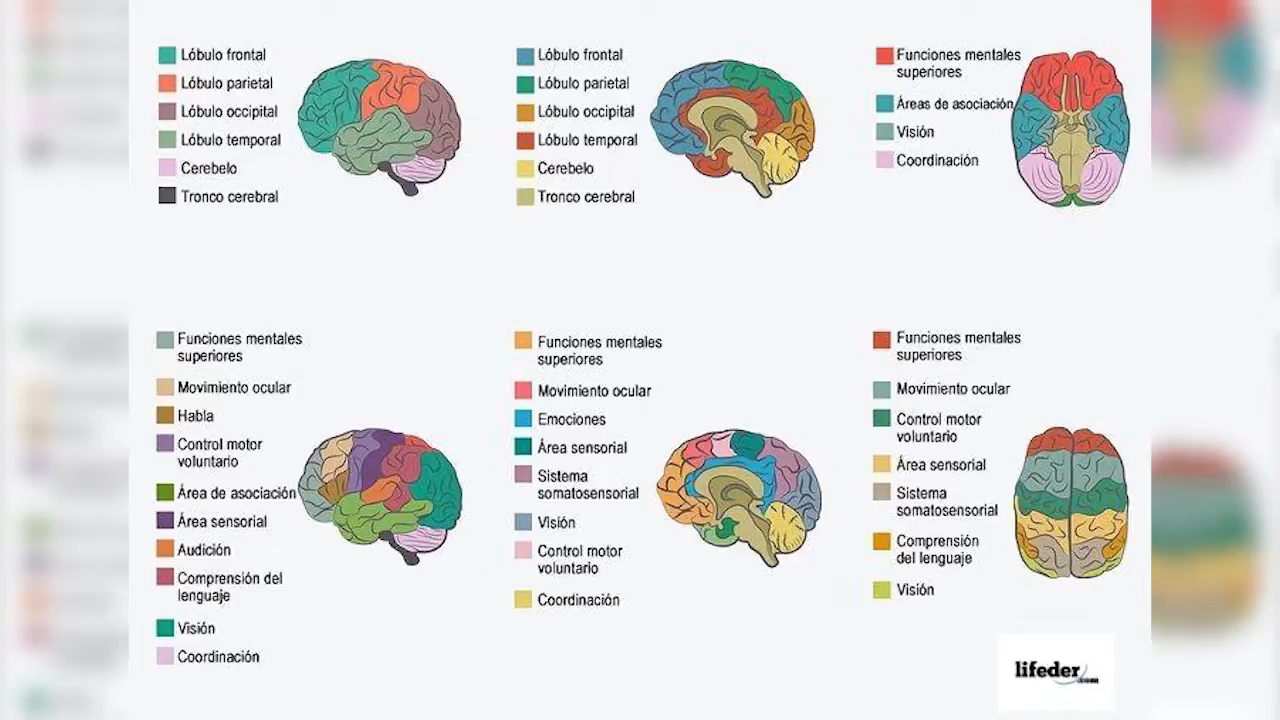 Lóbulo frontal
Lóbulo parietal
Lóbulo occipital
Lóbulo temporal
Cerebelo
Tronco cerebral
Lóbulo frontal
Lóbulo parietal
Lóbulo occipital
Lóbulo temporal
Cerebelo
Tronco cerebral
Funciones mentales
superiores
Áreas de asociación
Visión
Coordinación
Funciones mentales
superiores
Movimiento ocular
Habla
Control motor
voluntario
Área de asociación
Área sensorial
Audición
Comprensión del
lenguaje
Visión
Coordinación
Funciones mentales
superiores
Movimiento ocular
Emociones
Área sensorial
Sistema
somatosensorial
Visión
Control motor
voluntario
Coordinación
Funciones mentales
superiores
Movimiento ocular
Control motor
voluntario
Área sensorial
Sistema
somatosensorial
Comprensión
del lenguaje
Visión
lifeder